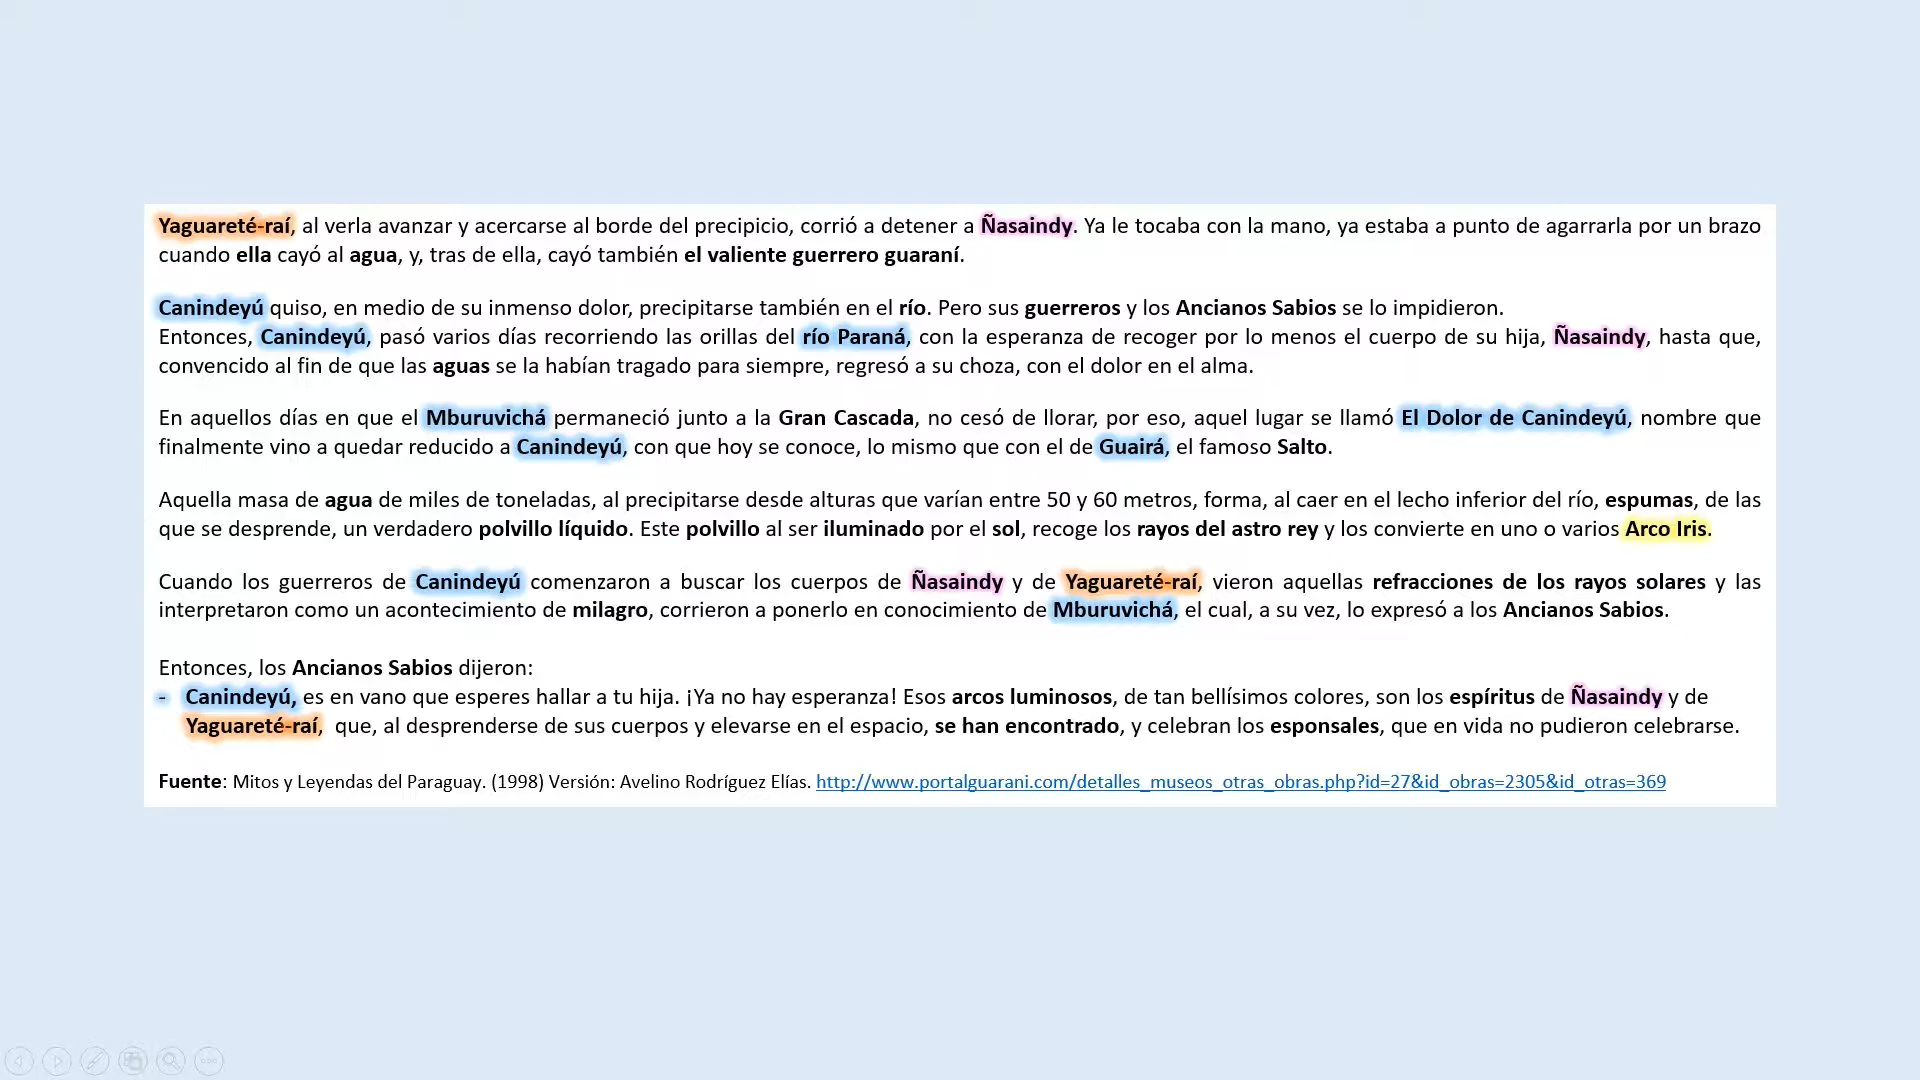 Yaguareté-raí, al verla avanzar y acercarse al borde del precipicio, corrió a detener a Ñasaindy. Ya le tocaba con la mano, ya estaba a punto de agarrarla por un brazo
cuando ella cayó al agua, y, tras de ella, cayó también el valiente guerrero guaraní.
Canindeyú quiso, en medio de su inmenso dolor, precipitarse también en el río. Pero sus guerreros y los Ancianos Sabios se lo impidieron.
Entonces, Canindeyú, pasó varios días recorriendo las orillas del río Paraná, con la esperanza de recoger por lo menos el cuerpo de su hija, Ñasaindy, hasta que,
convencido al fin de que las aguas se la habían tragado para siempre, regresó a su choza, con el dolor en el alma.
En aquellos días en que el Mburuvichá permaneció junto a la Gran Cascada, no cesó de llorar, por eso, aquel lugar se llamó El Dolor de Canindeyú, nombre que
finalmente vino a quedar reducido a Canindeyú, con que hoy se conoce, lo mismo que con el de Guairá, el famoso Salto.
Aquella masa de agua de miles de toneladas, al precipitarse desde alturas que varían entre 50 y 60 metros, forma, al caer en el lecho inferior del río, espumas, de las
que se desprende, un verdadero polvillo líquido. Este polvillo al ser iluminado por el sol, recoge los rayos del astro rey y los convierte en uno o varios Arco Iris.
Cuando los guerreros de Canindeyú comenzaron a buscar los cuerpos de Ñasaindy y de Yaguareté-raí, vieron aquellas refracciones de los rayos solares y las
interpretaron como un acontecimiento de milagro, corrieron a ponerlo en conocimiento de Mburuvichá, el cual, a su vez, lo expresó a los Ancianos Sabios.
Entonces, los Ancianos Sabios dijeron:
- Canindeyú, es en vano que esperes hallar a tu hija. ¡Ya no hay esperanza! Esos arcos luminosos, de tan bellísimos colores, son los espíritus de Ñasaindy y de
Yaguareté-raí, que, al desprenderse de sus cuerpos y elevarse en el espacio, se han encontrado, y celebran los esponsales, que en vida no pudieron celebrarse.
Fuente: Mitos y Leyendas del Paraguay. (1998) Versión: Avelino Rodríguez Elías. http://www.portalguarani.com/detalles_museos_otras_obras.php?id=27&id_obras=2305&id_otras=369